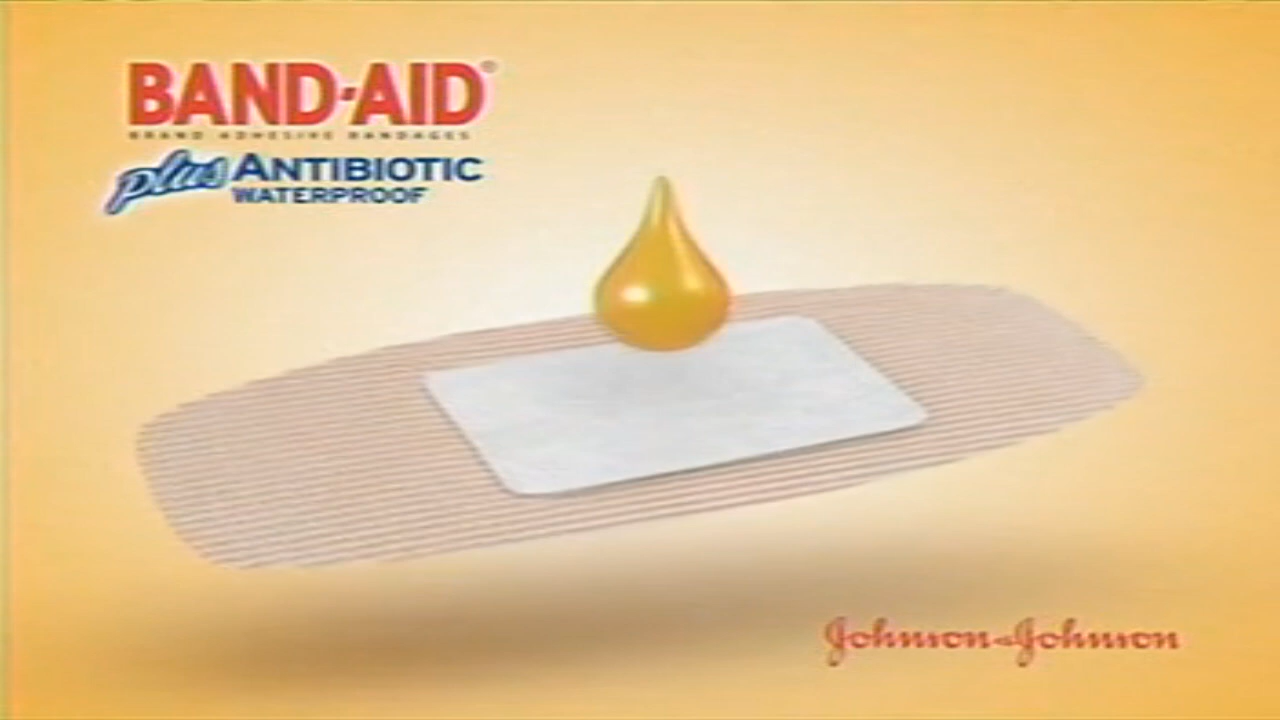 BAND-AID®
BRAND ADHESIVE BANDAGES
plus ANTIBIOTIC
WATERPROOF
Johnson & Johnson